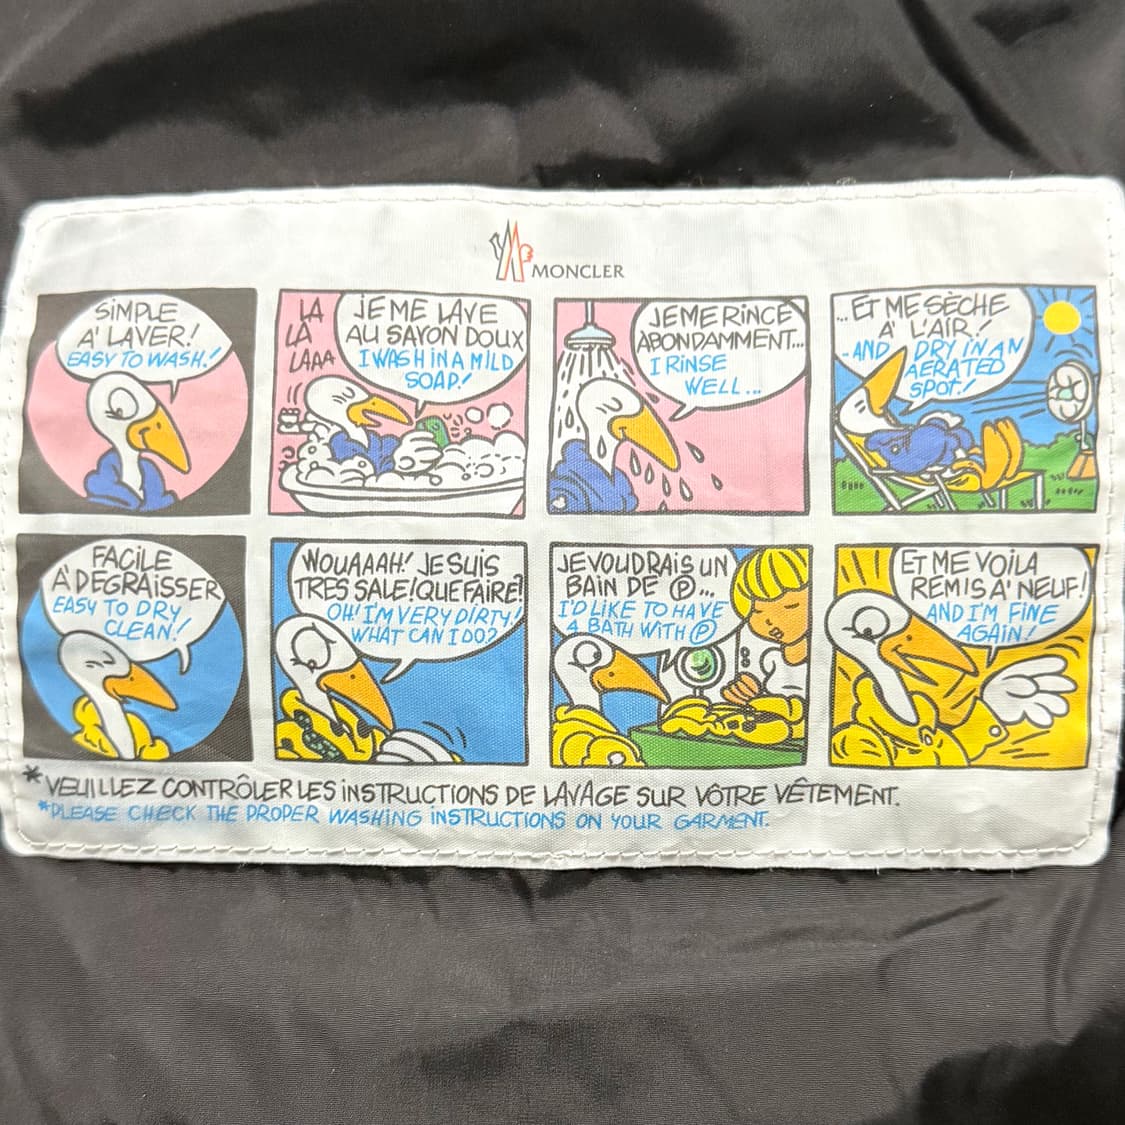 MONCLER
SIMPLE
A' LAVER!
EASY TO WASH!
LA
LA
LAAA
JE ME LAVE
AU SAVON DOUX
I WASH IN A MILD
SOAP!
JE ME RINCE
ABONDAMMENT...
I RINSE
WELL...
... ET ME SÈCHE
A' L'AIR!
- AND DRY IN AN
AERATED
SPOT!
FACILE
A' DEGRAISSER
EASY TO DRY
CLEAN!
WOUAAAH! JE SUIS
TRES SALE! QUE FAIRE?
OH! I'M VERY DIRTY!
WHAT CAN I DO?
JE VOUDRAIS UN
BAIN DE Ⓟ...
I'D LIKE TO HAVE
A BATH WITH Ⓟ
ET ME VOILA
REMIS A' NEUF!
AND I'M FINE
AGAIN!
*VEUILLEZ CONTRÔLER LES INSTRUCTIONS DE LAVAGE SUR VÔTRE VÊTEMENT.
*PLEASE CHECK THE PROPER WASHING INSTRUCTIONS ON YOUR GARMENT.